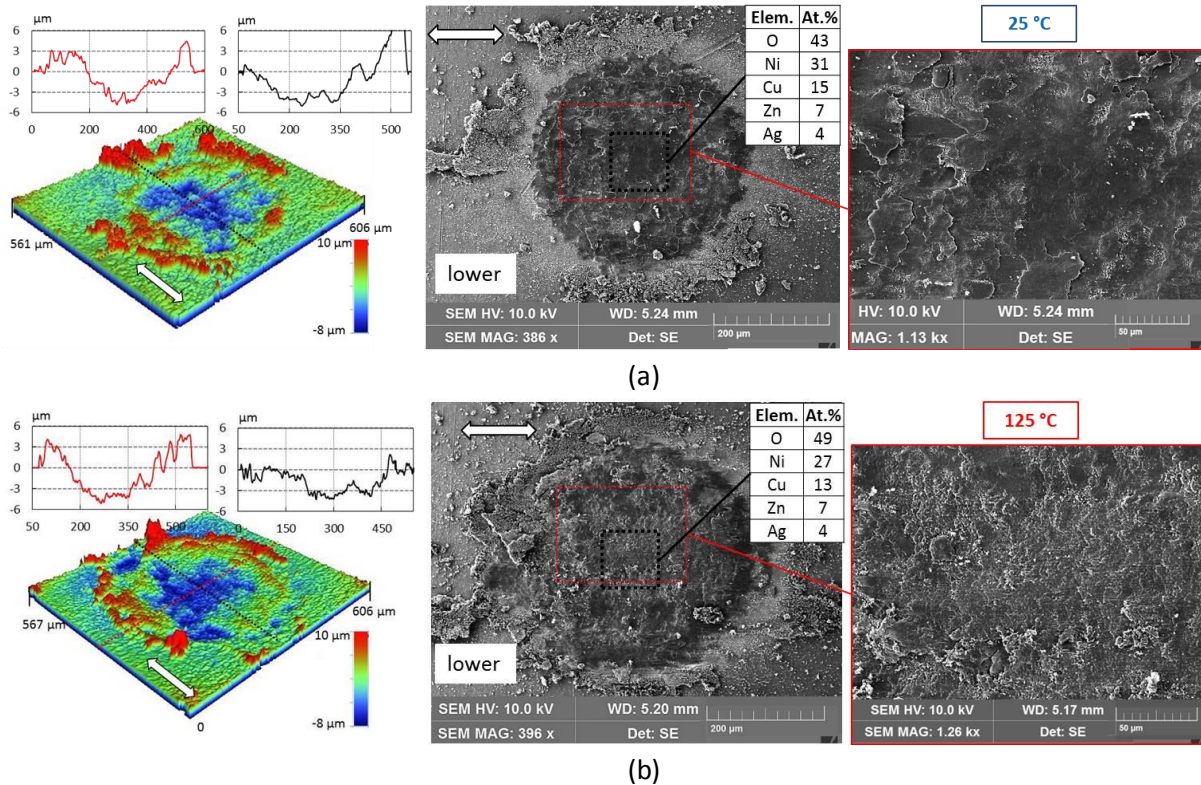 μm
μm
6
3
0
-3
-6
0
200
400
600
6
3
0
-3
-6
50
200
350
500
561 μm
606 μm
10 μm
-8 μm
Elem. At.%
O 43
Ni 31
Cu 15
Zn 7
Ag 4
lower
SEM HV: 10.0 kV WD: 5.24 mm
SEM MAG: 386 x Det: SE
200 μm
25 °C
HV: 10.0 kV WD: 5.24 mm
MAG: 1.13 kx Det: SE
50 μm
(a)
μm
μm
6
3
0
-3
-6
50
200
350
500
6
3
0
-3
-6
0
150
300
450
567 μm
606 μm
10 μm
-8 μm
0
Elem. At.%
O 49
Ni 27
Cu 13
Zn 7
Ag 4
lower
SEM HV: 10.0 kV WD: 5.20 mm
SEM MAG: 396 x Det: SE
200 μm
125 °C
SEM HV: 10.0 kV WD: 5.17 mm
SEM MAG: 1.26 kx Det: SE
50 μm
(b)